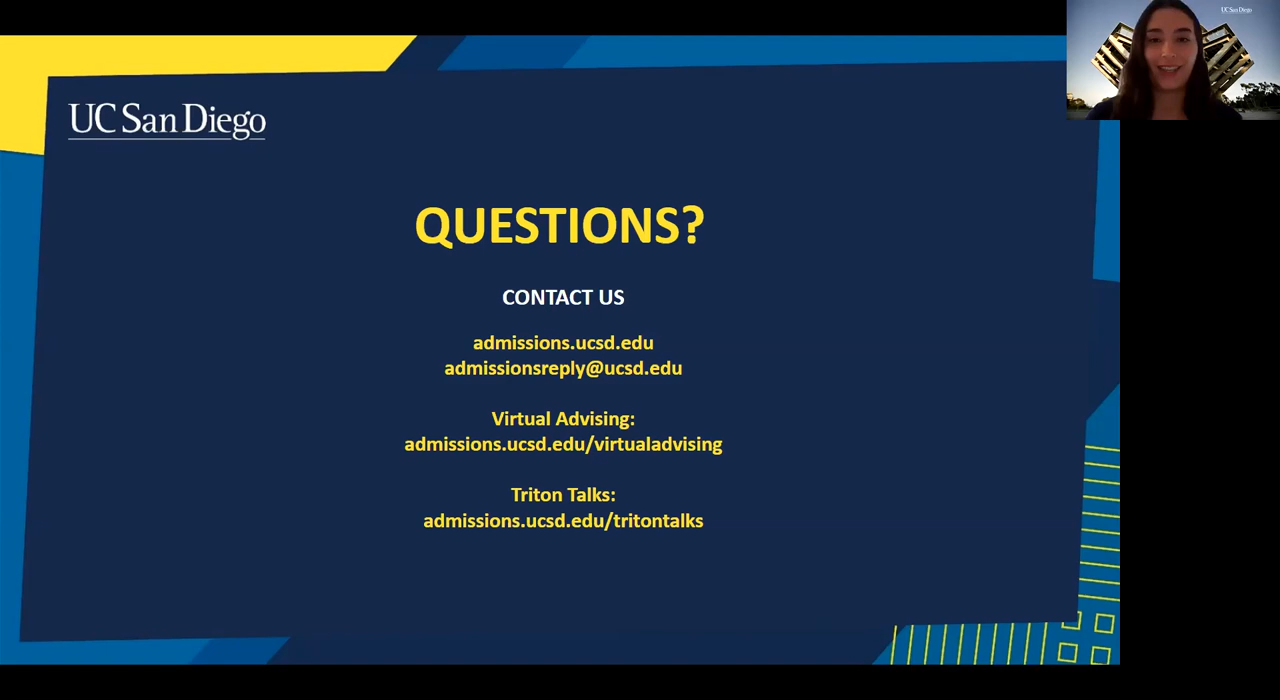 UC San Diego
UC San Diego
QUESTIONS?
CONTACT US
admissions.ucsd.edu
admissionsreply@ucsd.edu
Virtual Advising:
admissions.ucsd.edu/virtualadvising
Triton Talks:
admissions.ucsd.edu/tritontalks